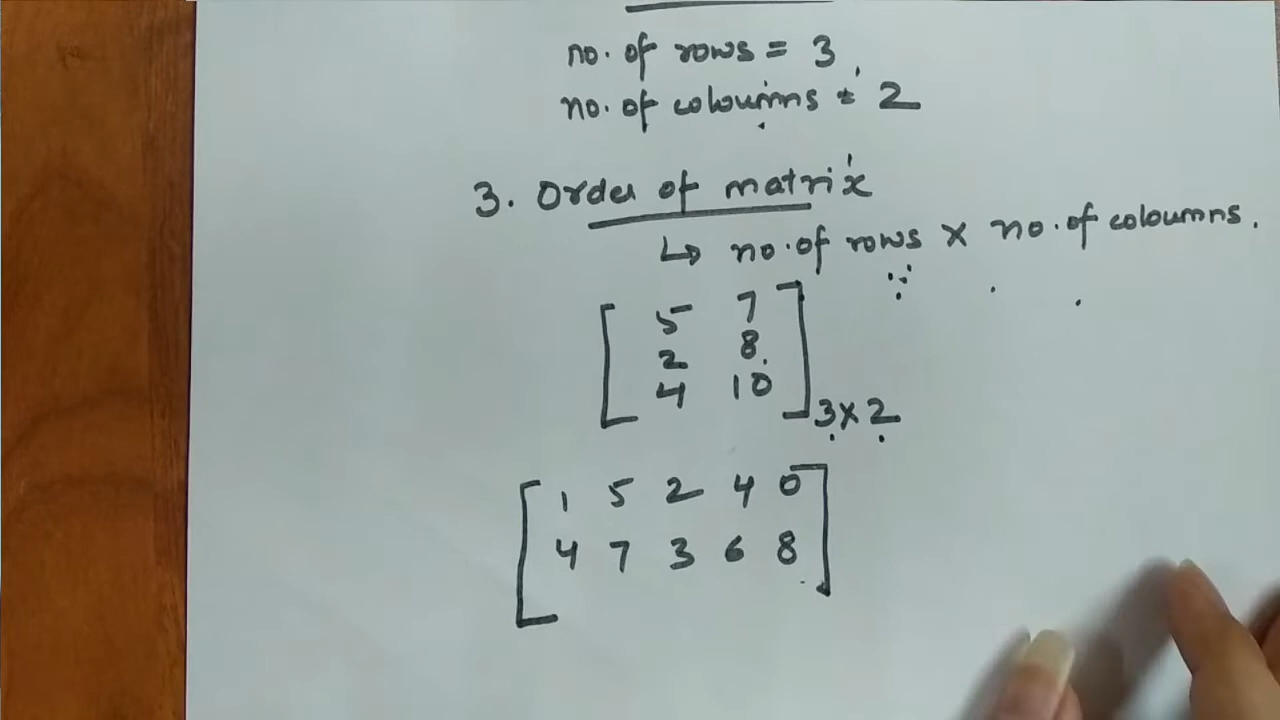 no. of rows = 3
no. of coloumns = 2
3. Order of matrix
↳ no. of rows × no. of coloumns.
5 7
2 8
4 10
3×2
1 5 2 4 0
4 7 3 6 8